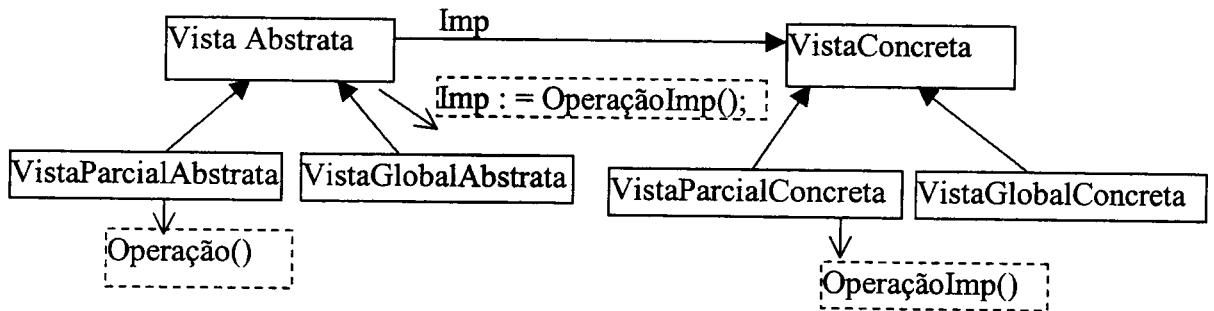 Imp
Vista Abstrata
VistaConcreta
Imp : = OperaçãoImp();
VistaParcialAbstrata
VistaGlobalAbstrata
VistaParcialConcreta
VistaGlobalConcreta
Operação()
OperaçãoImp()